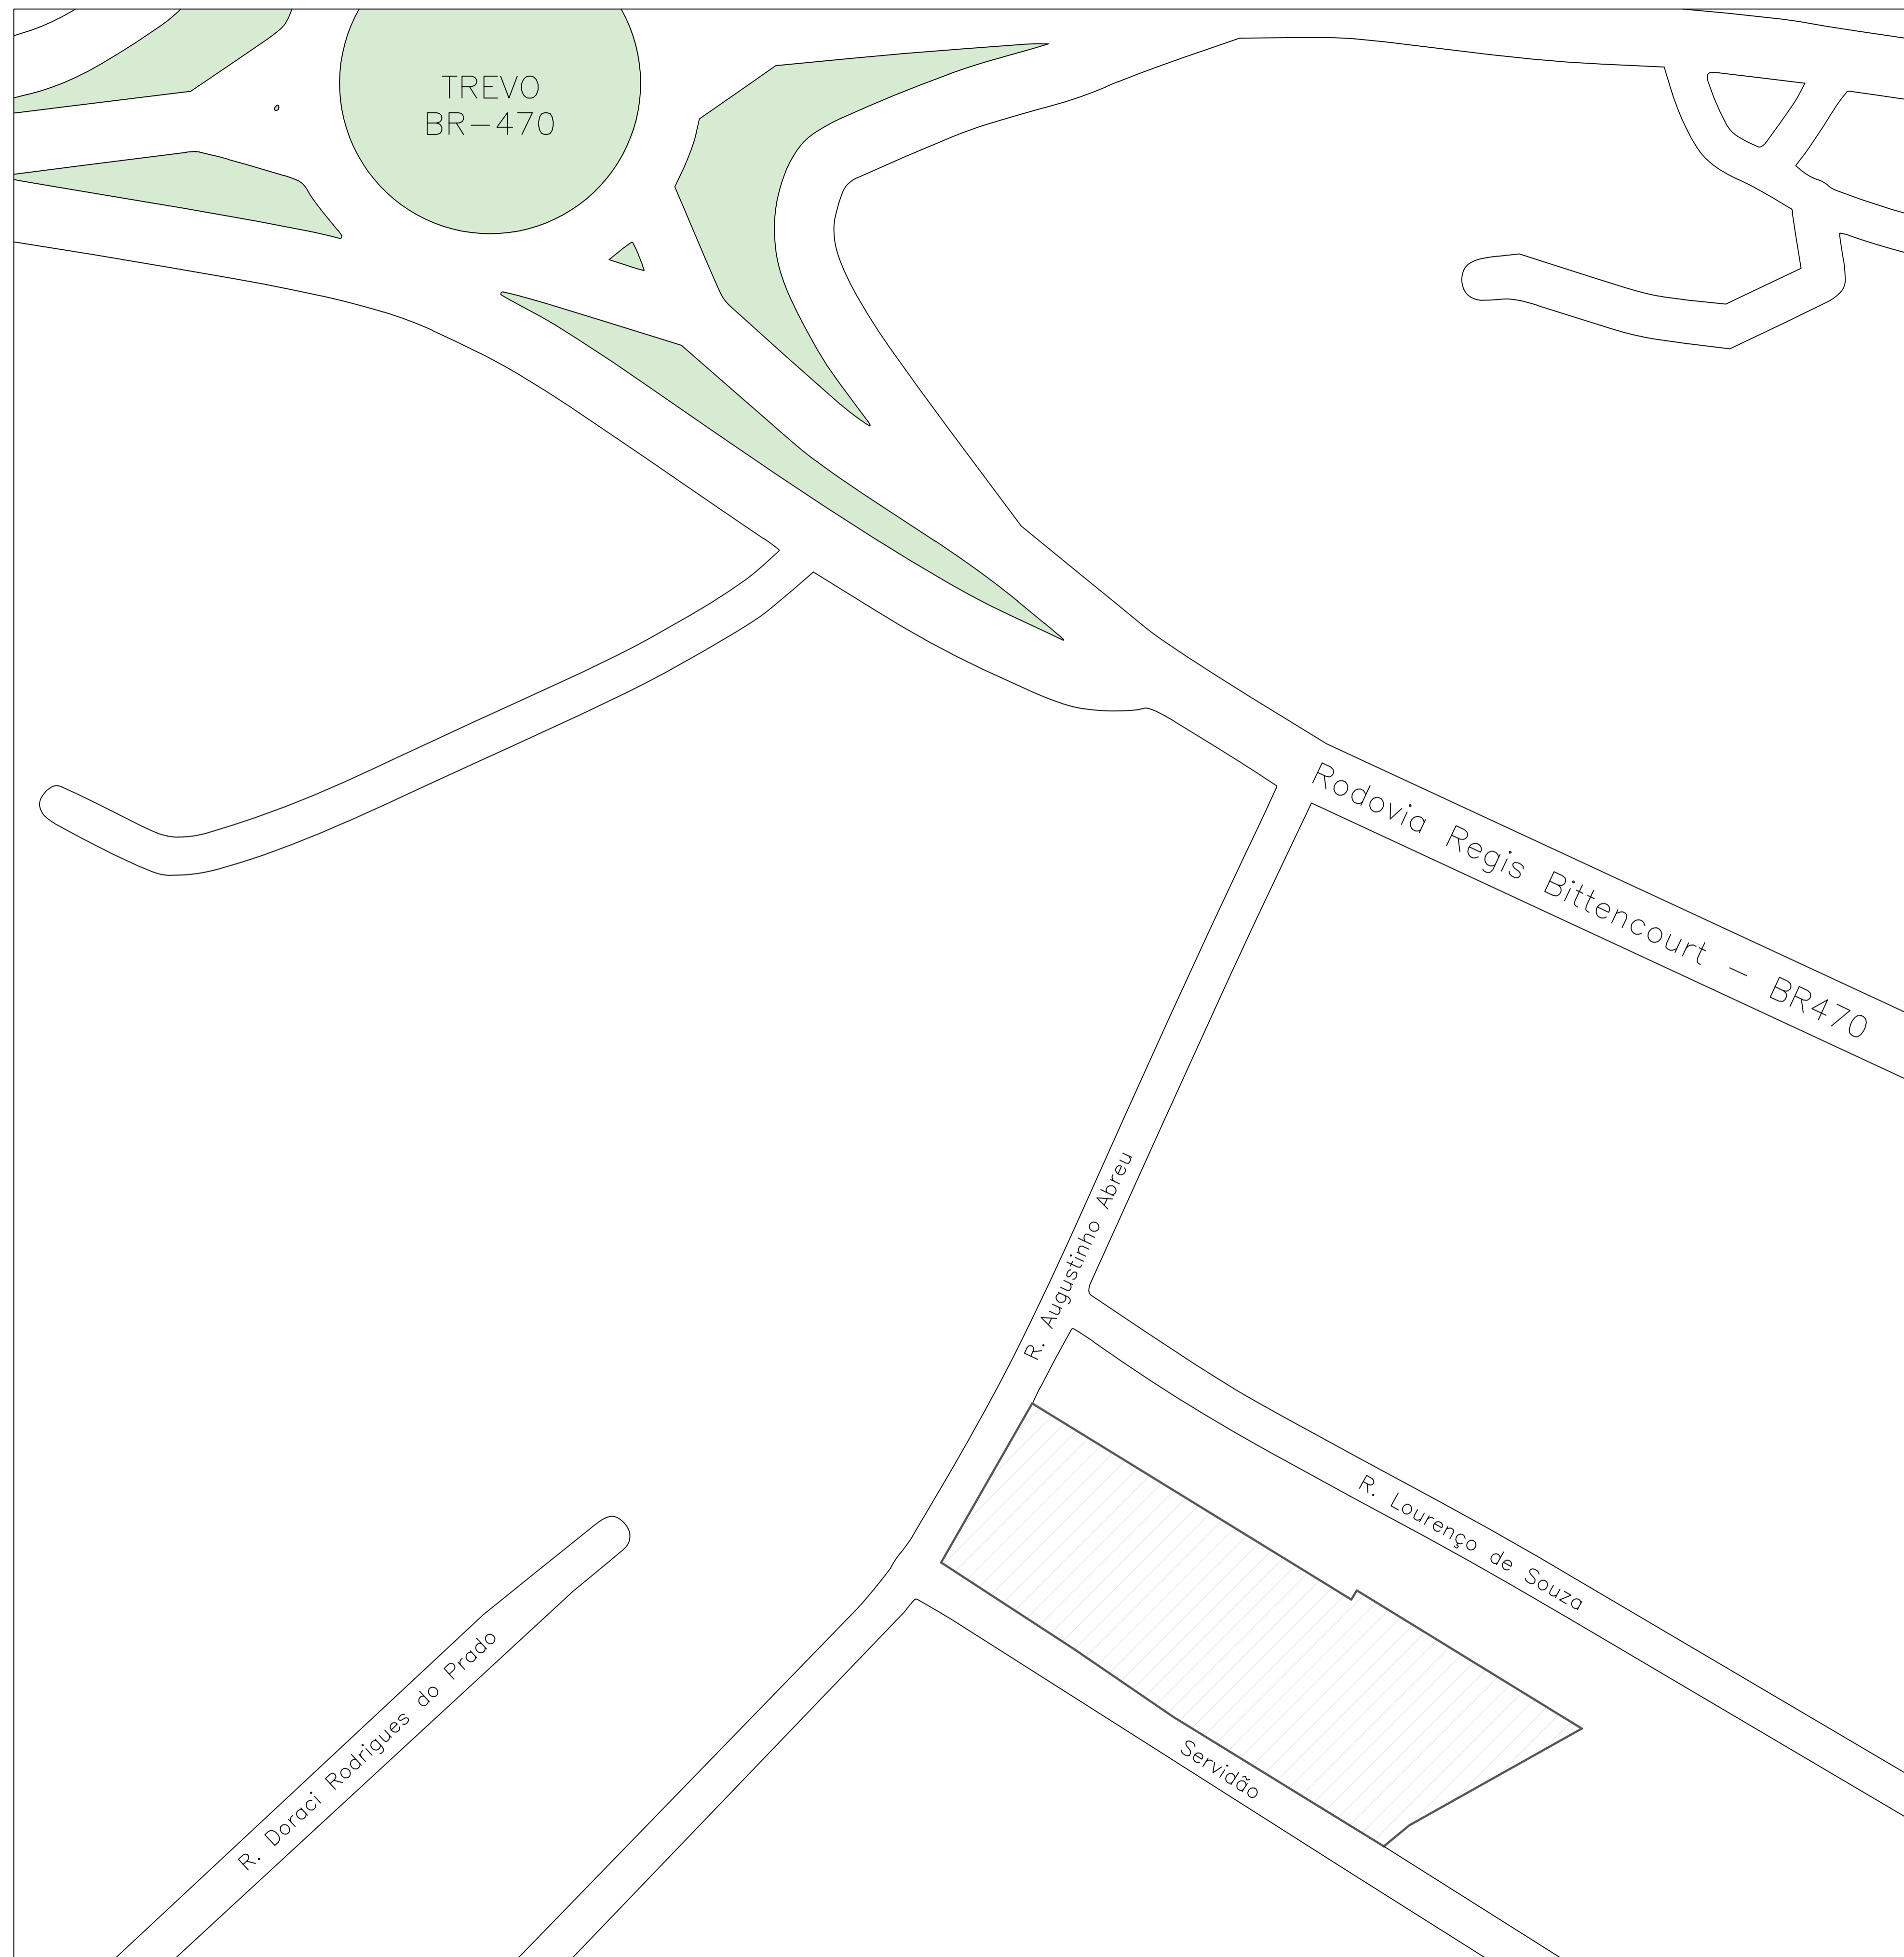 TREVO
BR-470
Rodovia Regis Bittencourt - BR470
R. Augustinho Abreu
R. Lourenço de Souza
R. Doraci Rodrigues do Prado
Servidão